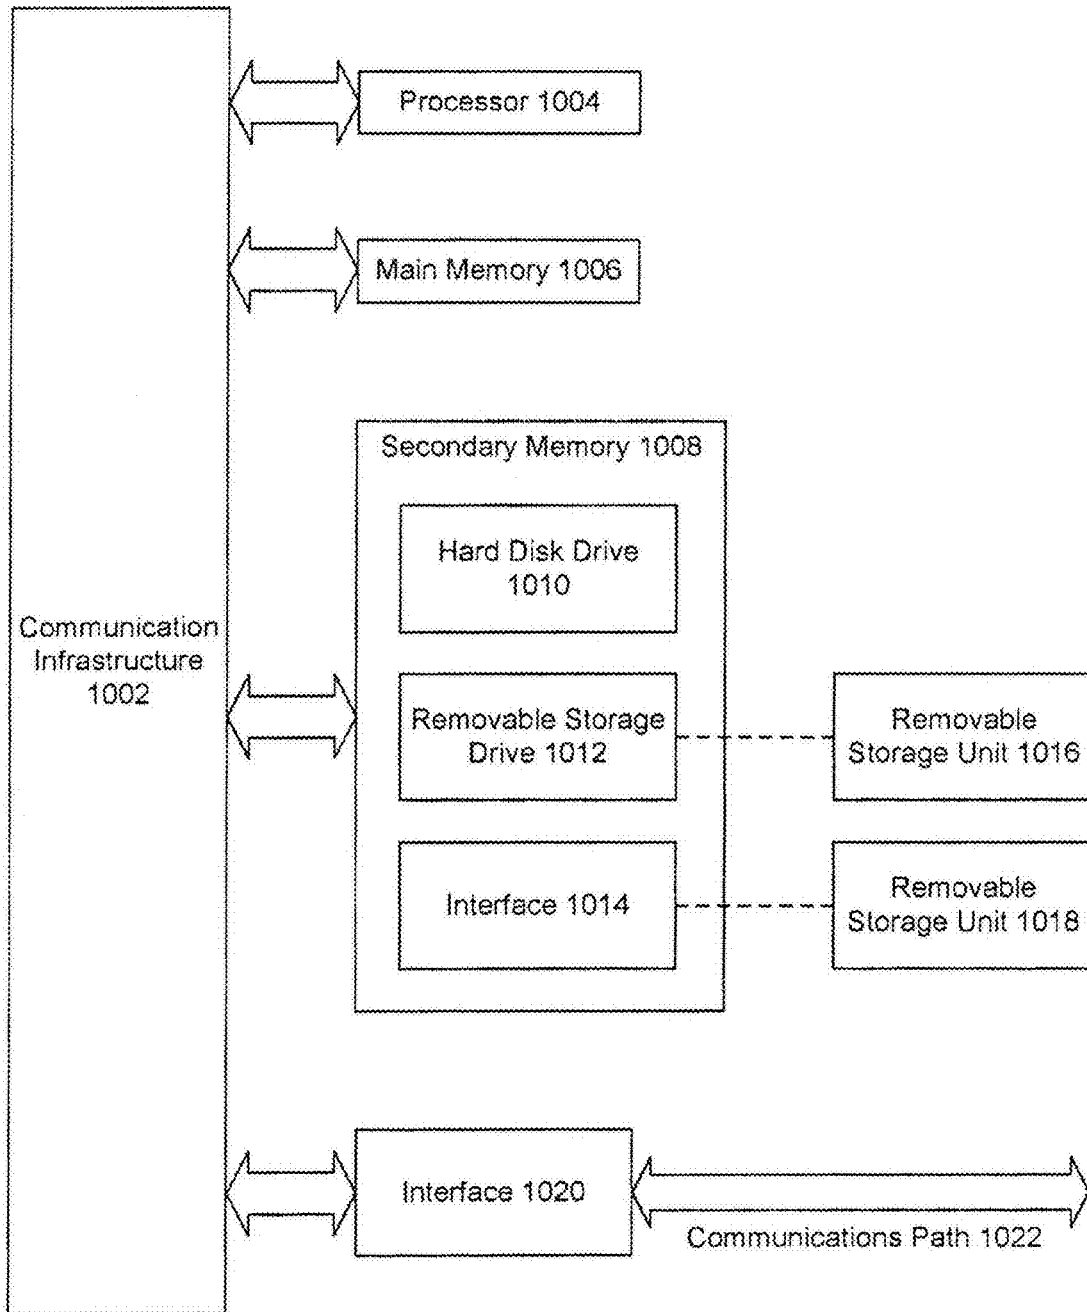 Processor 1004
Main Memory 1006
Secondary Memory 1008
Hard Disk Drive
1010
Communication
Infrastructure
1002
Removable Storage
Drive 1012
Removable
Storage Unit 1016
Interface 1014
Removable
Storage Unit 1018
Interface 1020
Communications Path 1022